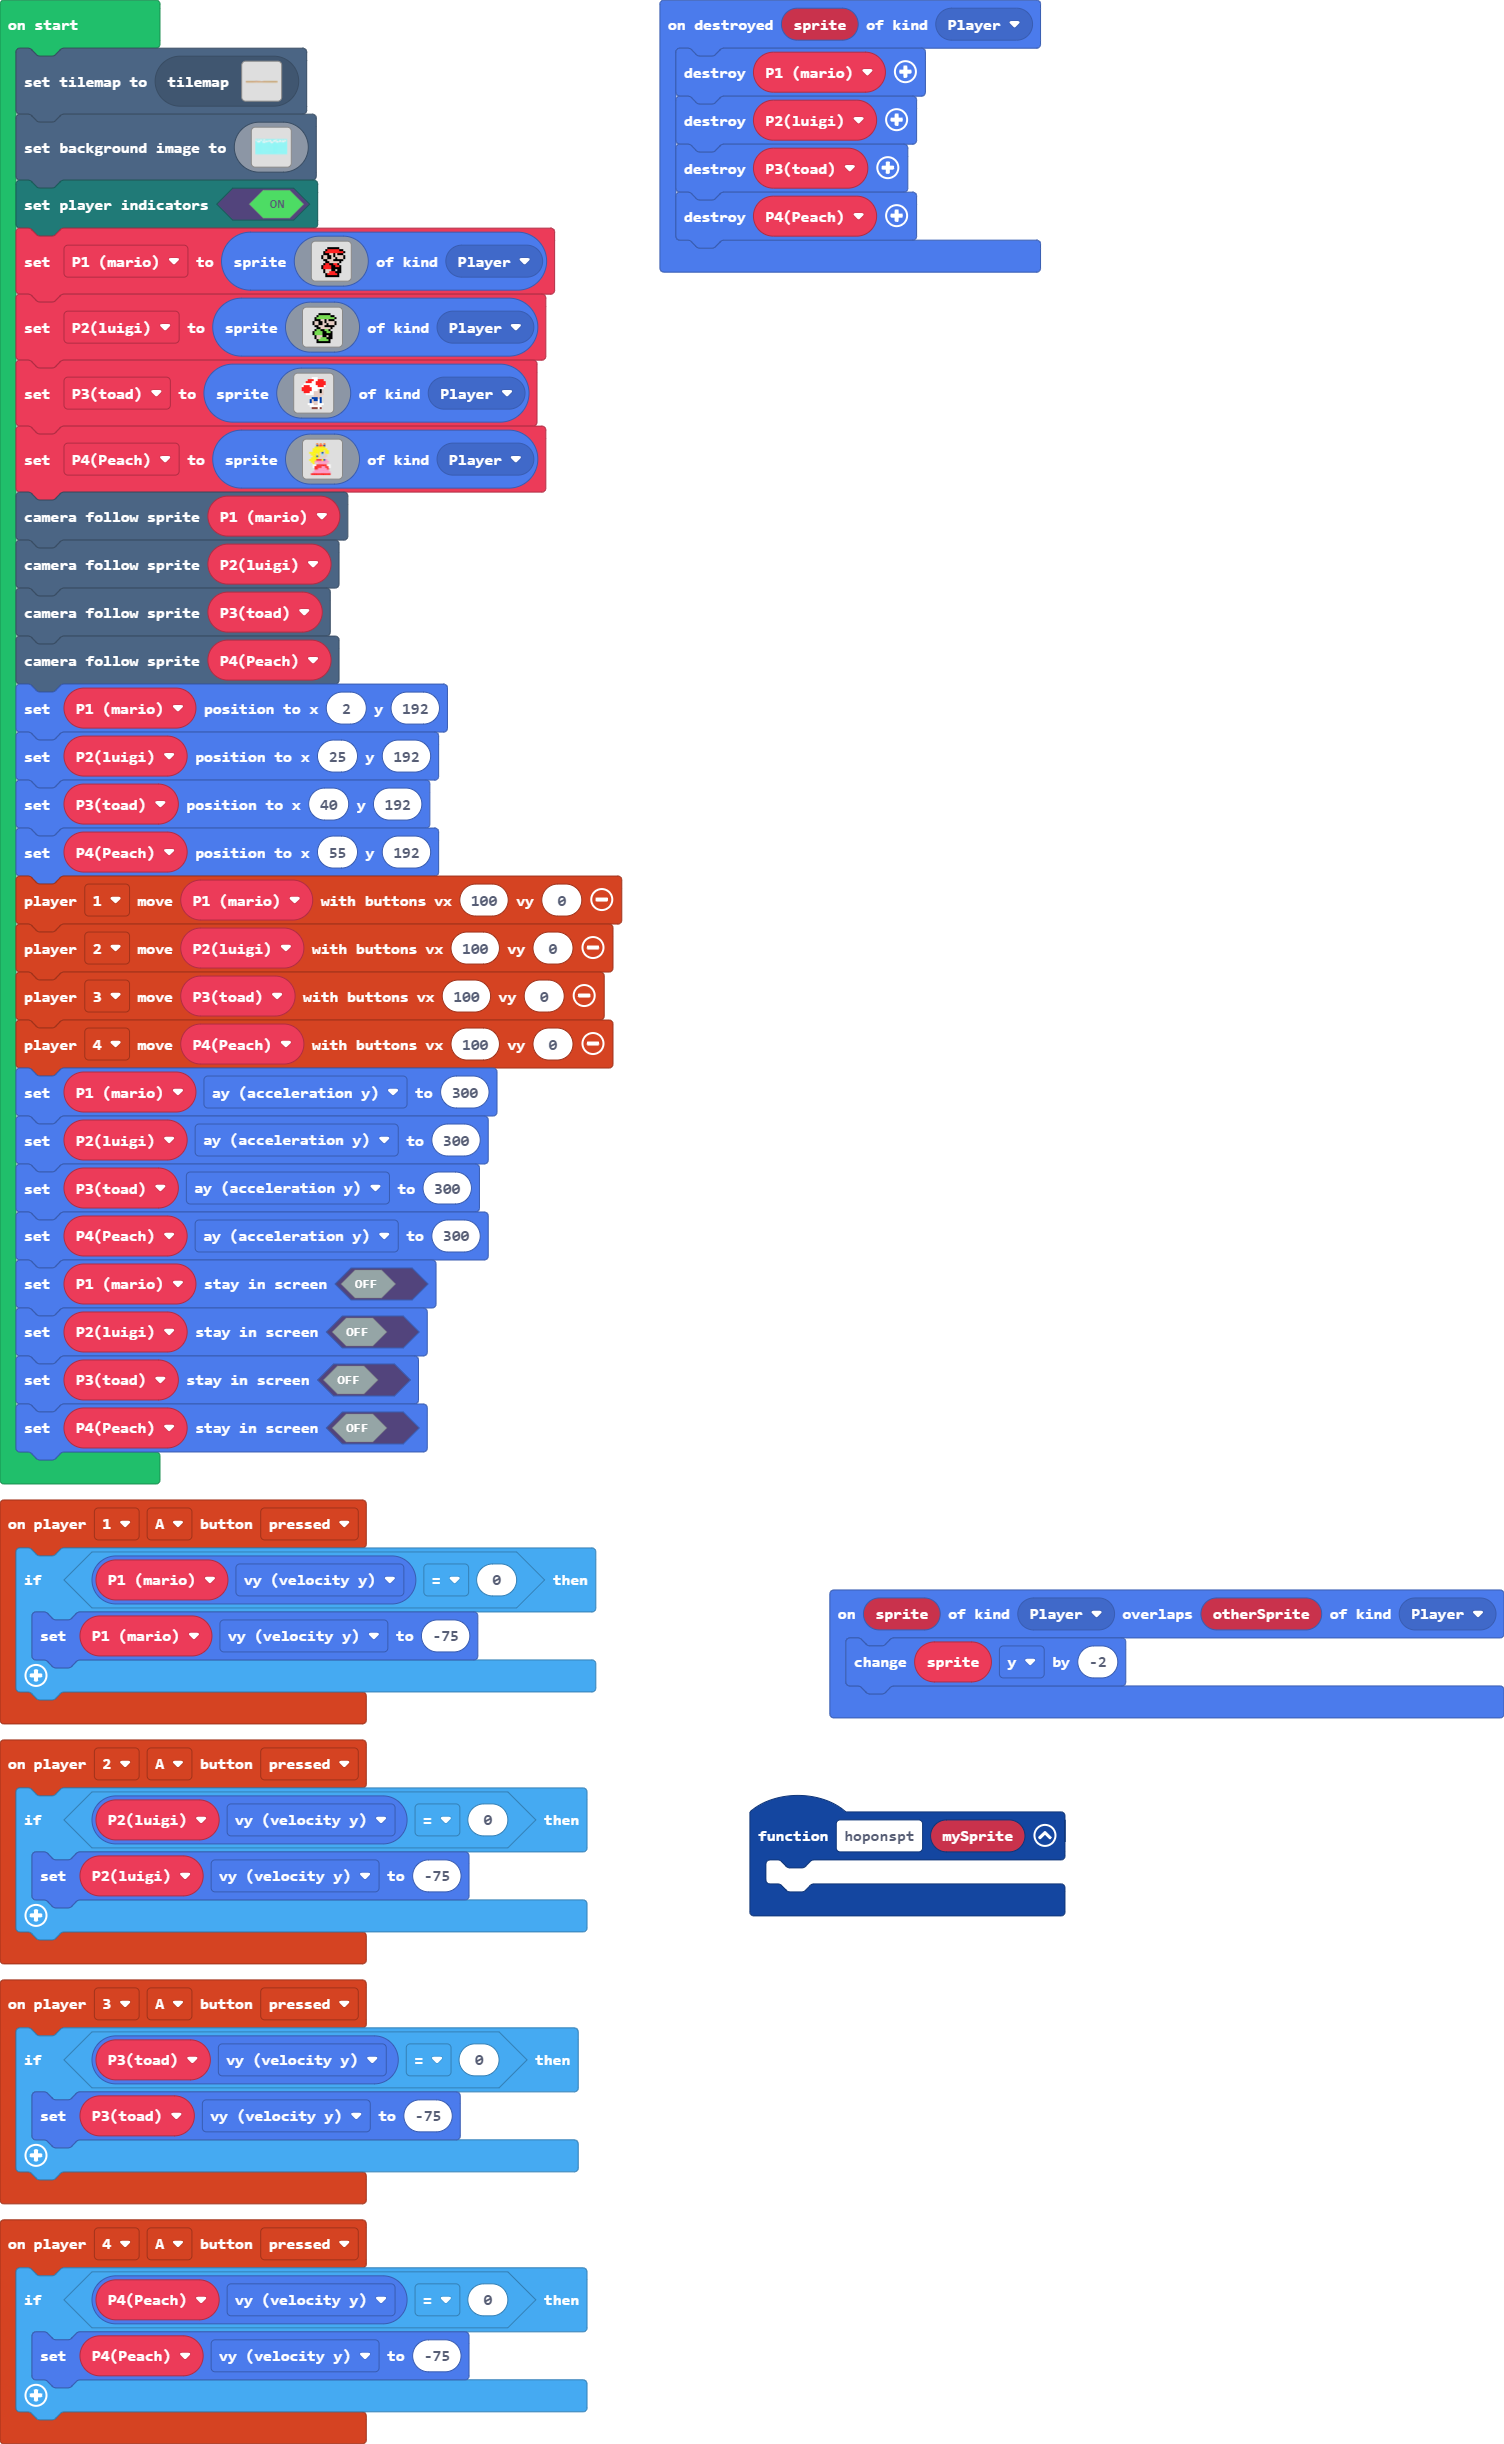 on start
set tilemap to tilemap
set background image to
set player indicators ON
set P1 (mario) to sprite of kind Player
set P2(luigi) to sprite of kind Player
set P3(toad) to sprite of kind Player
set P4(Peach) to sprite of kind Player
camera follow sprite P1 (mario)
camera follow sprite P2(luigi)
camera follow sprite P3(toad)
camera follow sprite P4(Peach)
set P1 (mario) position to x 2 y 192
set P2(luigi) position to x 25 y 192
set P3(toad) position to x 40 y 192
set P4(Peach) position to x 55 y 192
player 1 move P1 (mario) with buttons vx 100 vy 0
player 2 move P2(luigi) with buttons vx 100 vy 0
player 3 move P3(toad) with buttons vx 100 vy 0
player 4 move P4(Peach) with buttons vx 100 vy 0
set P1 (mario) ay (acceleration y) to 300
set P2(luigi) ay (acceleration y) to 300
set P3(toad) ay (acceleration y) to 300
set P4(Peach) ay (acceleration y) to 300
set P1 (mario) stay in screen OFF
set P2(luigi) stay in screen OFF
set P3(toad) stay in screen OFF
set P4(Peach) stay in screen OFF
on destroyed sprite of kind Player
destroy P1 (mario)
destroy P2(luigi)
destroy P3(toad)
destroy P4(Peach)
on player 1 A button pressed
if P1 (mario) vy (velocity y) = 0 then
set P1 (mario) vy (velocity y) to -75
on player 2 A button pressed
if P2(luigi) vy (velocity y) = 0 then
set P2(luigi) vy (velocity y) to -75
on player 3 A button pressed
if P3(toad) vy (velocity y) = 0 then
set P3(toad) vy (velocity y) to -75
on player 4 A button pressed
if P4(Peach) vy (velocity y) = 0 then
set P4(Peach) vy (velocity y) to -75
on sprite of kind Player overlaps otherSprite of kind Player
change sprite y by -2
function hoponspt mySprite